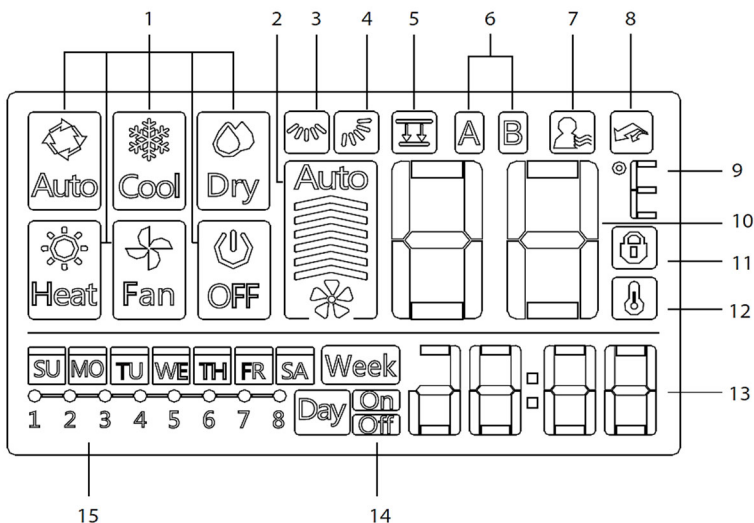 1 2 3 4 5 6 7 8
Auto Cool Dry Auto A B
9
10
Heat Fan OFF
11
12
SU MO TU WE TH FR SA Week
Day On
Off
13
1 2 3 4 5 6 7 8
15 14